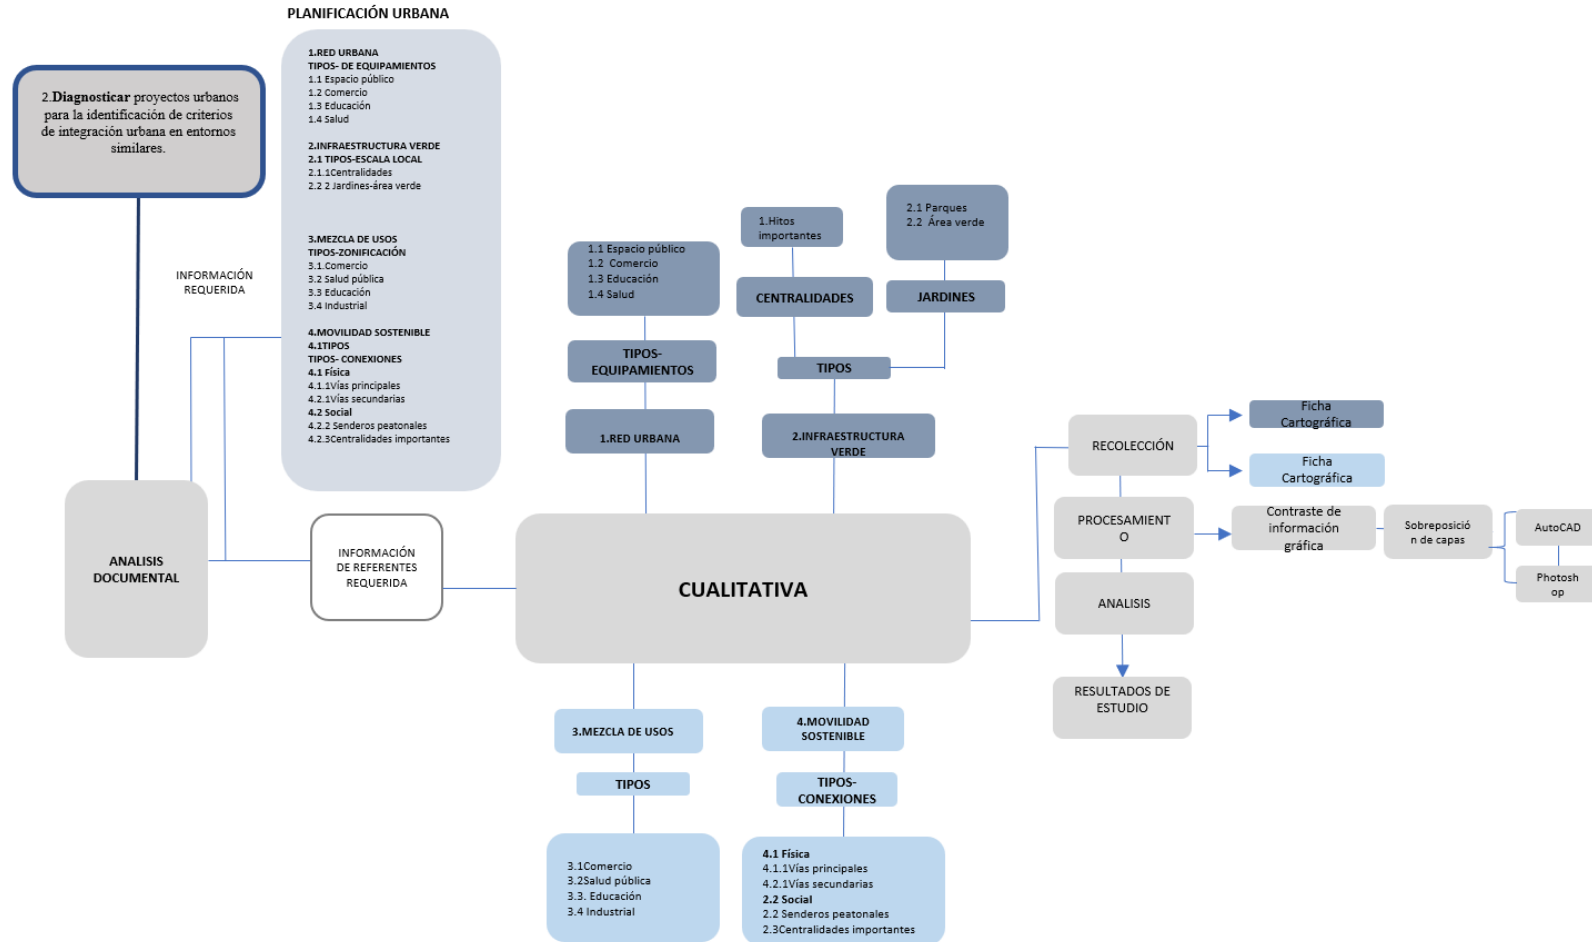 PLANIFICACIÓN URBANA
2.Diagnosticar proyectos urbanos
para la identificación de criterios
de integración urbana en entornos
similares.
1.RED URBANA
TIPOS- DE EQUIPAMIENTOS
1.1 Espacio público
1.2 Comercio
1.3 Educación
1.4 Salud
2.INFRAESTRUCTURA VERDE
2.1 TIPOS-ESCALA LOCAL
2.1.1Centralidades
2.2 2 Jardines-área verde
3.MEZCLA DE USOS
TIPOS-ZONIFICACIÓN
3.1.Comercio
3.2 Salud pública
3.3 Educación
3.4 Industrial
4.MOVILIDAD SOSTENIBLE
4.1TIPOS
TIPOS- CONEXIONES
4.1 Física
4.1.1Vías principales
4.2.1Vías secundarias
4.2 Social
4.2.2 Senderos peatonales
4.2.3Centralidades importantes
INFORMACIÓN
REQUERIDA
ANALISIS
DOCUMENTAL
INFORMACIÓN
DE REFERENTES
REQUERIDA
1.1 Espacio público
1.2  Comercio
1.3 Educación
1.4 Salud
TIPOS-
EQUIPAMIENTOS
1.RED URBANA
1.Hitos
importantes
CENTRALIDADES
2.1 Parques
2.2  Área verde
JARDINES
TIPOS
2.INFRAESTRUCTURA
VERDE
CUALITATIVA
3.MEZCLA DE USOS
TIPOS
3.1Comercio
3.2Salud pública
3.3. Educación
3.4 Industrial
4.MOVILIDAD
SOSTENIBLE
TIPOS-
CONEXIONES
4.1 Física
4.1.1Vías principales
4.2.1Vías secundarias
2.2 Social
2.2 Senderos peatonales
2.3Centralidades importantes
RECOLECCIÓN
Ficha
Cartográfica
Ficha
Cartográfica
PROCESAMIENT
O
Contraste de
información
gráfica
Sobreposició
n de capas
AutoCAD
Photosh
op
ANALISIS
RESULTADOS DE
ESTUDIO